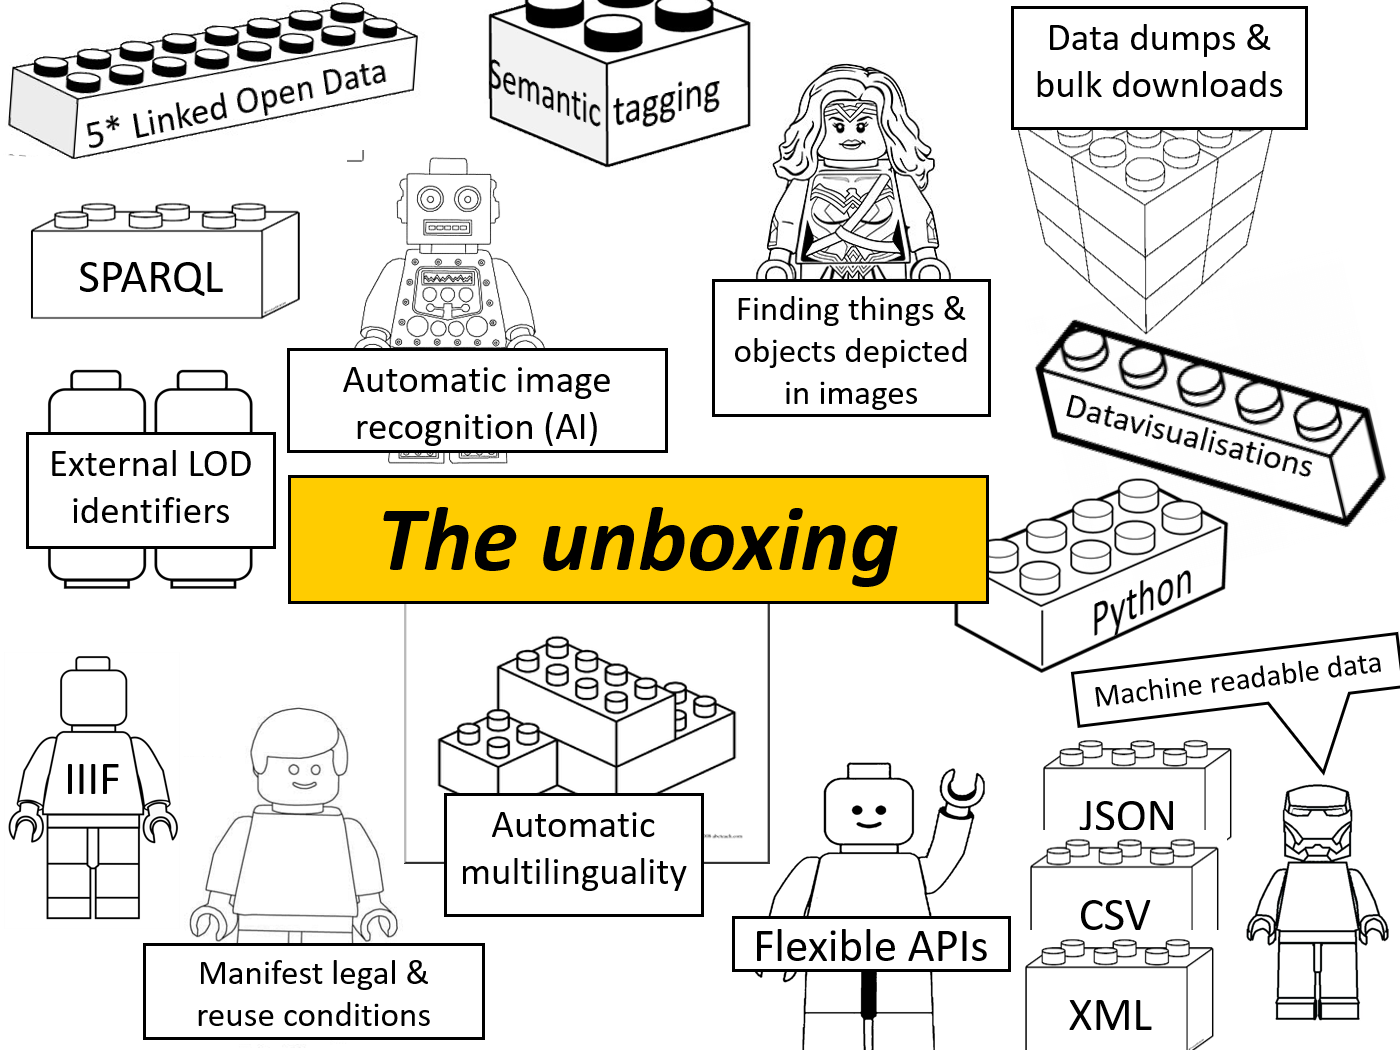 5* Linked Open Data
Semantic tagging
Data dumps &
bulk downloads
SPARQL
Finding things &
objects depicted
in images
Automatic image
recognition (AI)
Datavisualisations
External LOD
identifiers
The unboxing
Python
Machine readable data
IIIF
Automatic
multilinguality
JSON
CSV
XML
Flexible APIs
Manifest legal &
reuse conditions